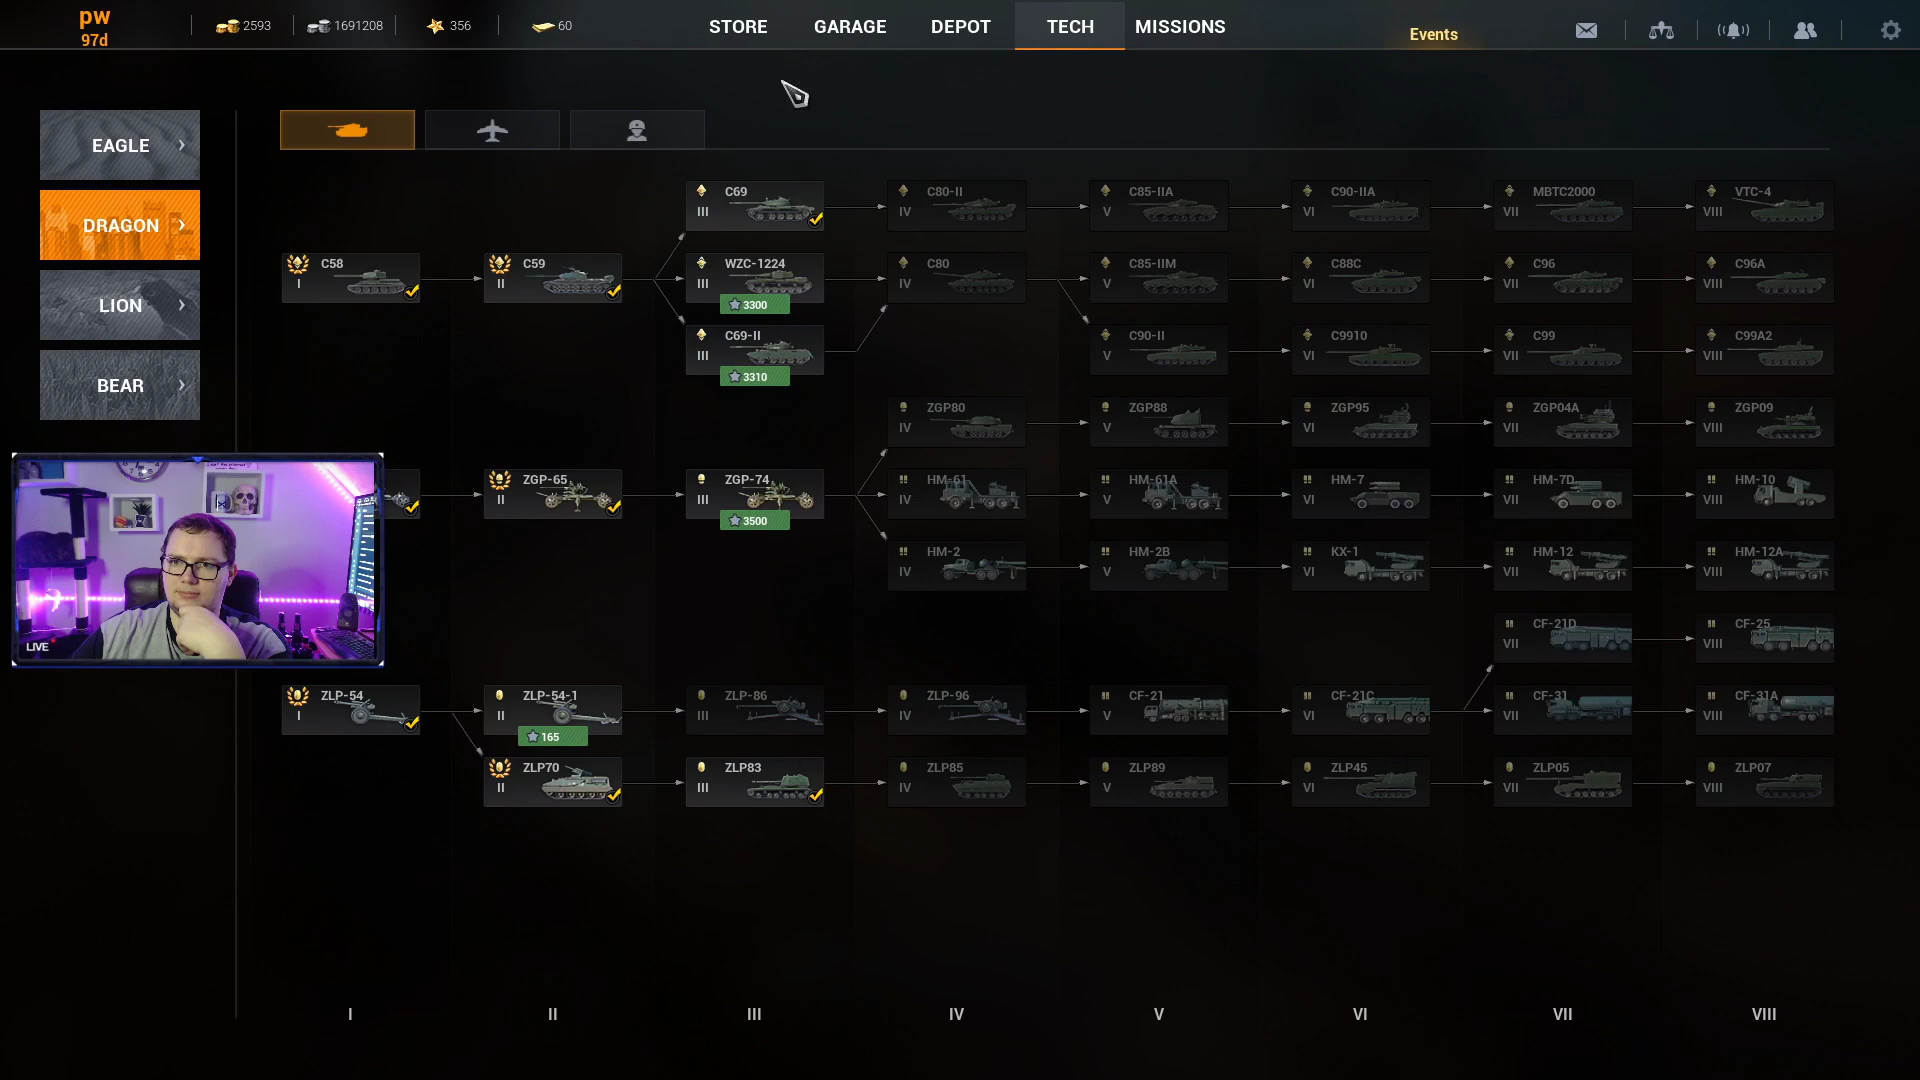 pw
97d
2593
1691208
356
60
STORE
GARAGE
DEPOT
TECH
MISSIONS
Events
EAGLE
DRAGON
LION
BEAR
C69
III
C80-II
IV
C85-IIA
V
C90-IIA
VI
MBTC2000
VII
VTC-4
VIII
C58
I
C59
II
WZC-1224
III
3300
C80
IV
C85-IIM
V
C88C
VI
C96
VII
C96A
VIII
C69-II
III
3310
C90-II
V
C9910
VI
C99
VII
C99A2
VIII
ZGP80
IV
ZGP88
V
ZGP95
VI
ZGP04A
VII
ZGP09
VIII
ZGP-65
II
ZGP-74
III
3500
HM-61
IV
HM-61A
V
HM-7
VI
HM-7D
VII
HM-10
VIII
HM-2
IV
HM-2B
V
KX-1
VI
HM-12
VII
HM-12A
VIII
LIVE
CF-21D
VII
CF-25
VIII
ZLP-54
I
ZLP-54-1
II
165
ZLP-86
III
ZLP-96
IV
CF-21
V
CF-21C
VI
CF-31
VII
CF-31A
VIII
ZLP70
II
ZLP83
III
ZLP85
IV
ZLP89
V
ZLP45
VI
ZLP05
VII
ZLP07
VIII
I
II
III
IV
V
VI
VII
VIII